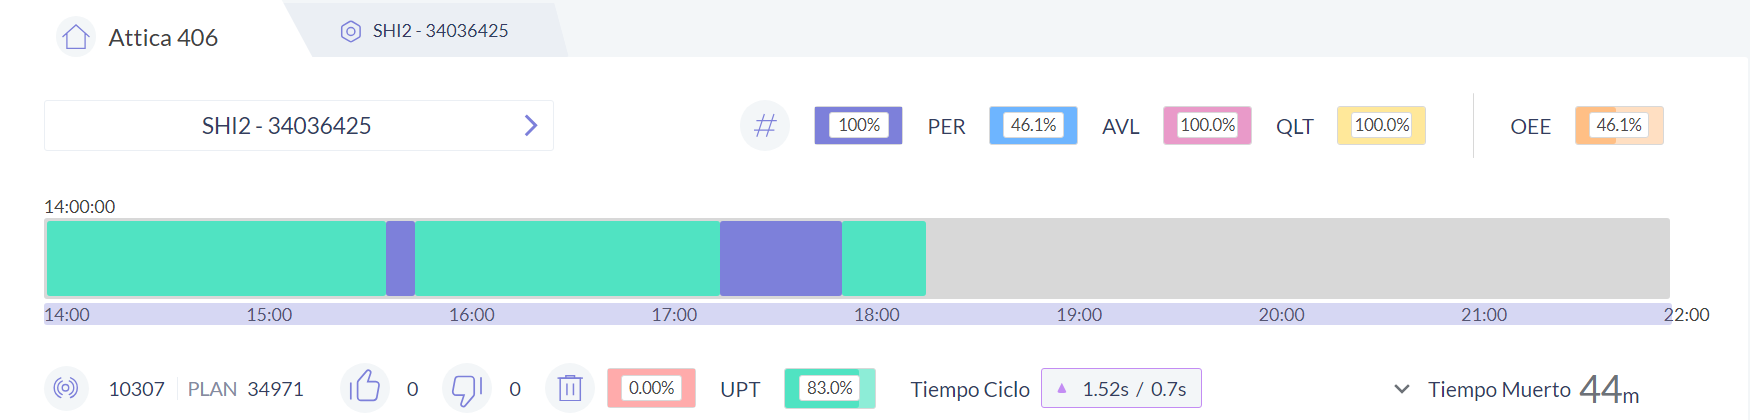 Attica 406
SHI2 - 34036425
SHI2 - 34036425
# 100% PER 46.1% AVL 100.0% QLT 100.0% OEE 46.1%
14:00:00
14:00 15:00 16:00 17:00 18:00 19:00 20:00 21:00 22:00
10307 PLAN 34971 0 0 0.00% UPT 83.0% Tiempo Ciclo ▲ 1.52s / 0.7s Tiempo Muerto 44m